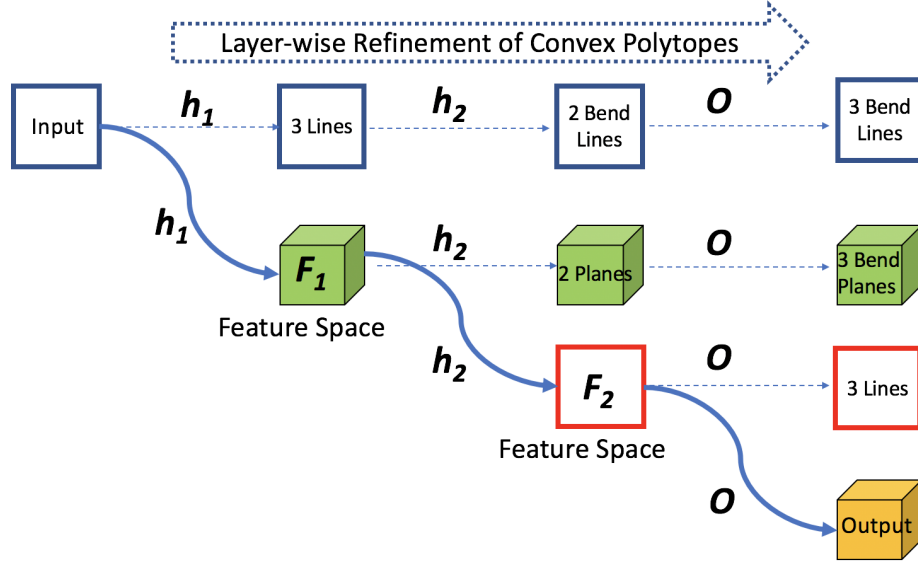 Layer-wise Refinement of Convex Polytopes
Input
h1
3 Lines
h2
2 Bend
Lines
O
3 Bend
Lines
h1
F1
Feature Space
h2
2 Planes
O
3 Bend
Planes
h2
F2
Feature Space
O
3 Lines
O
Output